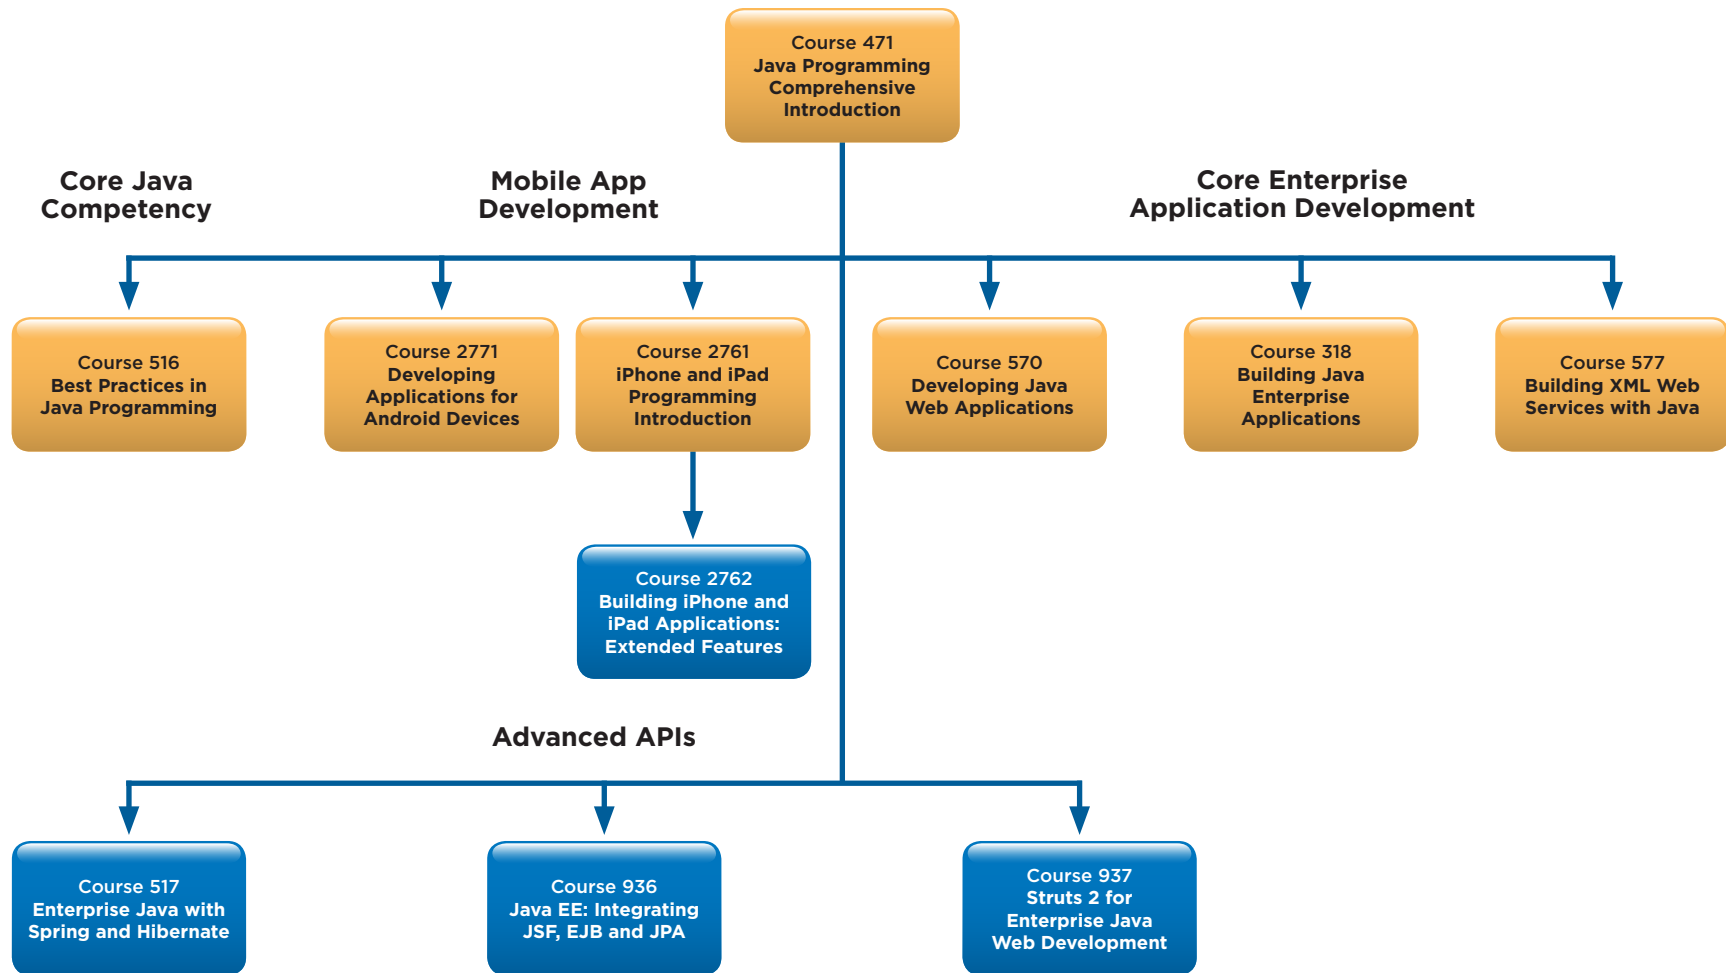 Course 471
Java Programming
Comprehensive
Introduction
Core Java
Competency
Mobile App
Development
Core Enterprise
Application Development
Course 516
Best Practices in
Java Programming
Course 2771
Developing
Applications for
Android Devices
Course 2761
iPhone and iPad
Programming
Introduction
Course 570
Developing Java
Web Applications
Course 318
Building Java
Enterprise
Applications
Course 577
Building XML Web
Services with Java
Course 2762
Building iPhone and
iPad Applications:
Extended Features
Advanced APIs
Course 517
Enterprise Java with
Spring and Hibernate
Course 936
Java EE: Integrating
JSF, EJB and JPA
Course 937
Struts 2 for
Enterprise Java
Web Development